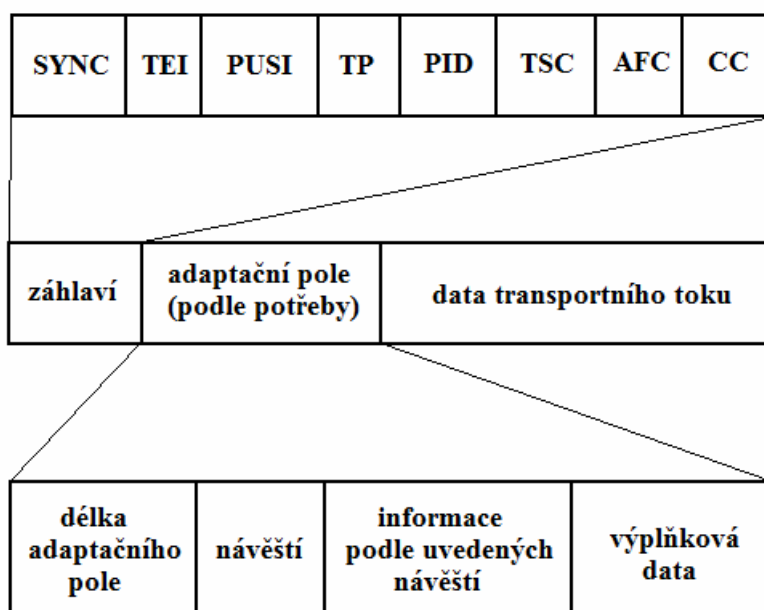 SYNC TEI PUSI TP PID TSC AFC CC
záhlaví
adaptační pole
(podle potřeby)
data transportního toku
délka
adaptačního
pole
návěští
informace
podle uvedených
návěští
výplňková
data